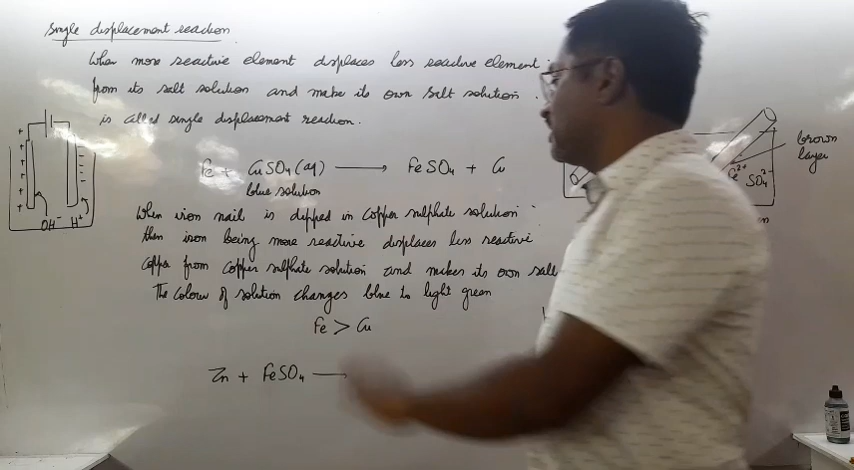 Single displacement reaction
When more reactive element displaces less reactive element
from its salt solution and make its own salt solution.
is called single displacement reaction.
Fe + CuSO₄(aq) ⟶ FeSO₄ + Cu
blue solution
When iron nail is dipped in copper sulphate solution
then iron being more reactive displaces less reactive
copper from copper sulphate solution and makes its own salt
The colour of solution changes blue to light green
Fe > Cu
Zn + FeSO₄ ⟶
+ + + + +
- - - - -
OH⁻ H⁺
brown
layer
Fe²⁺ SO₄²⁻